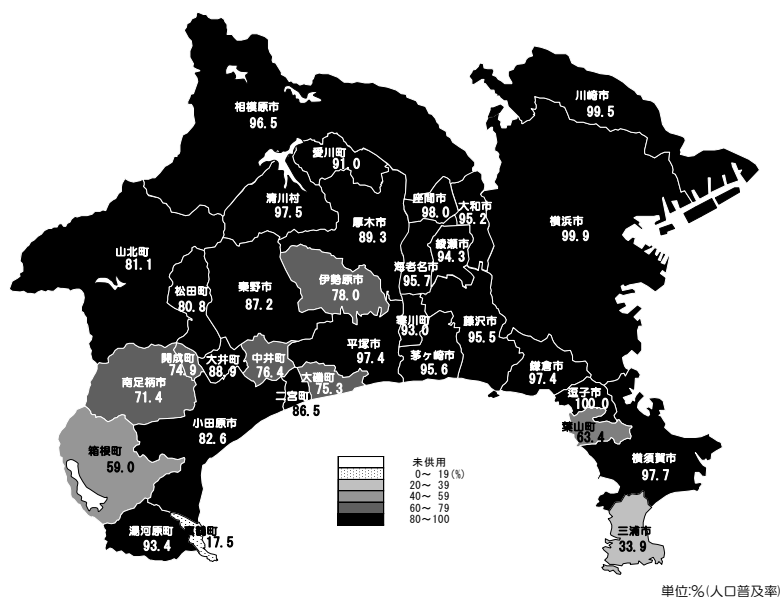 川崎市
99.5
相模原市
96.5
愛川町
91.0
清川村
97.5
座間市
98.0
大和市
95.2
厚木市
89.3
横浜市
99.9
綾瀬市
94.3
山北町
81.1
海老名市
95.7
伊勢原市
78.0
秦野市
87.2
松田町
80.8
寒川町
93.0
藤沢市
95.5
平塚市
97.4
茅ヶ崎市
95.6
開成町
74.9
大井町
88.9
中井町
76.4
鎌倉市
97.4
南足柄市
71.4
大磯町
75.3
二宮町
86.5
逗子市
100.0
小田原市
82.6
葉山町
63.4
箱根町
59.0
横須賀市
97.7
未供用
0～ 19(%)
20～ 39
40～ 59
60～ 79
80～100
湯河原町
93.4
真鶴町
17.5
三浦市
33.9
単位:%(人口普及率)